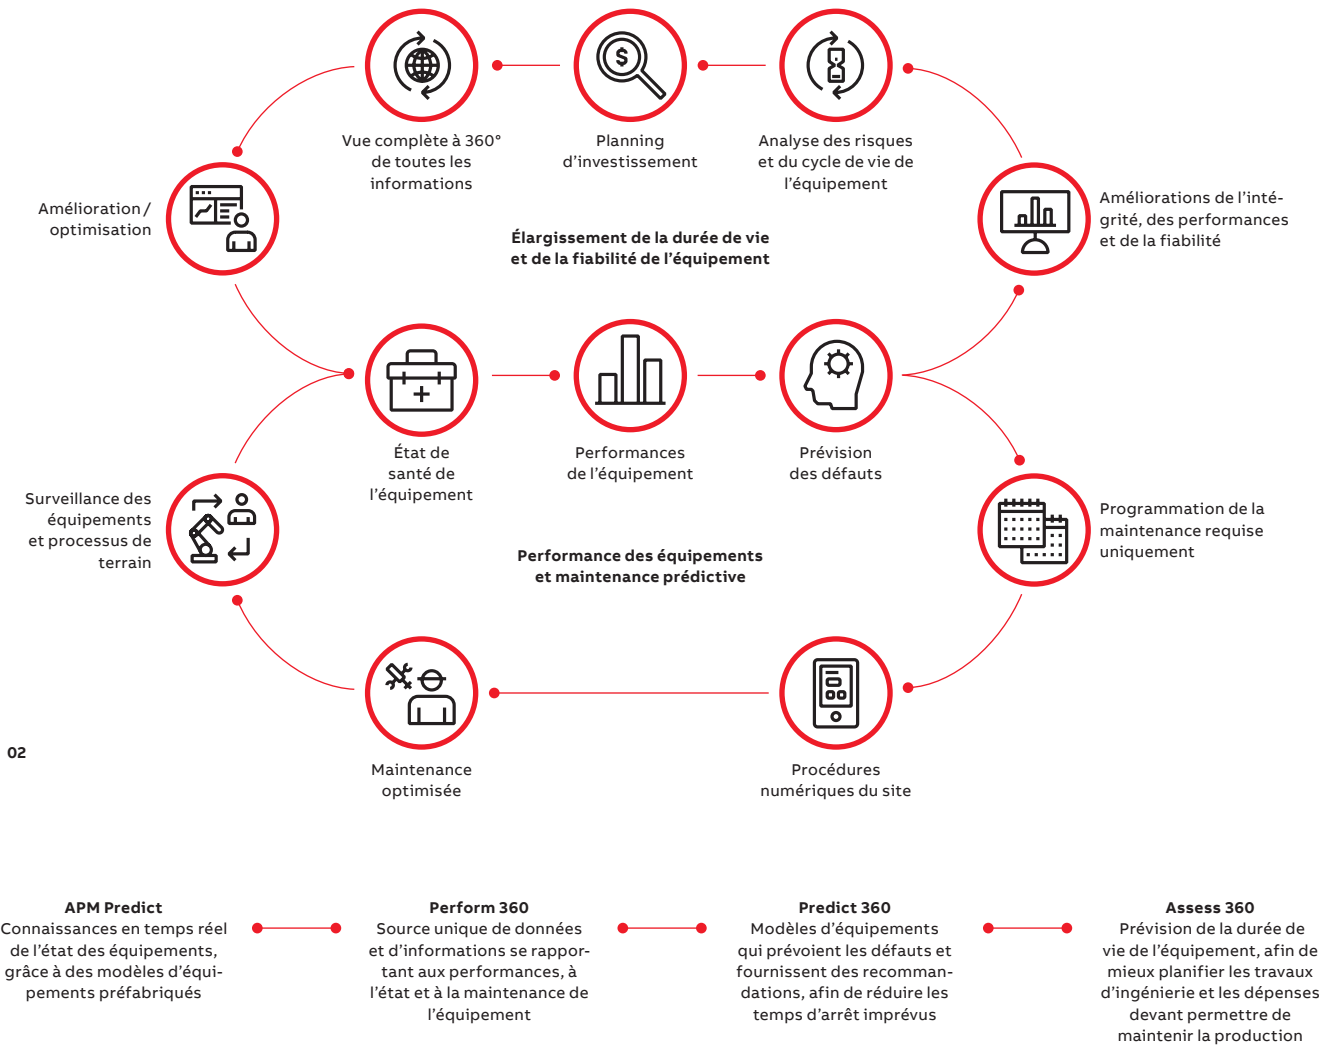 Vue complète à 360°
de toutes les
informations
Planning
d’investissement
Analyse des risques
et du cycle de vie de
l’équipement
Amélioration /
optimisation
Élargissement de la durée de vie
et de la fiabilité de l’équipement
Améliorations de l’inté-
grité, des performances
et de la fiabilité
État de
santé de
l’équipement
Performances
de l’équipement
Prévision
des défauts
Surveillance des
équipements
et processus de
terrain
Performance des équipements
et maintenance prédictive
Programmation de la
maintenance requise
uniquement
Maintenance
optimisée
Procédures
numériques du site
02
APM Predict
Connaissances en temps réel
de l’état des équipements,
grâce à des modèles d’équi-
pements préfabriqués
Perform 360
Source unique de données
et d’informations se rappor-
tant aux performances, à
l’état et à la maintenance de
l’équipement
Predict 360
Modèles d’équipements
qui prévoient les défauts et
fournissent des recomman-
dations, afin de réduire les
temps d’arrêt imprévus
Assess 360
Prévision de la durée de
vie de l’équipement, afin de
mieux planifier les travaux
d’ingénierie et les dépenses
devant permettre de
maintenir la production